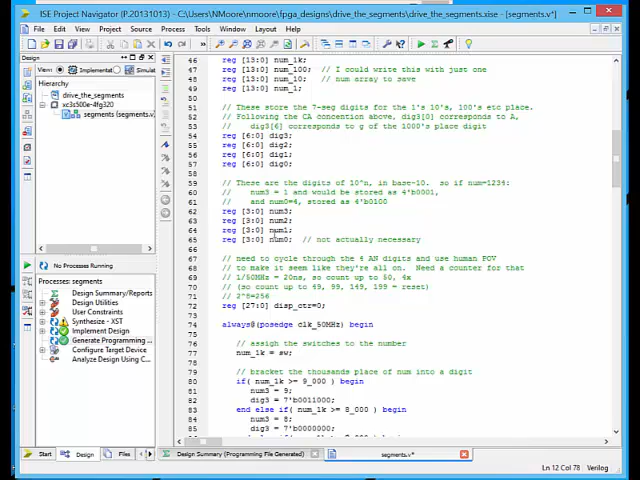 ISE Project Navigator (P.20131013) - C:\Users\NMoore\nmoore\fpga_designs\drive_the_segments\drive_the_segments.xise - [segments.v*]
File Edit View Project Source Process Tools Window Layout Help
Design
View: Implementat Simulat
Hierarchy
drive_the_segments
xc3s500e-4fg320
segments (segments.v
No Processes Running
Processes: segments
Design Summary/Reports
Design Utilities
User Constraints
Synthesize - XST
Implement Design
Generate Programming ...
Configure Target Device
Analyze Design Using C...
Start Design Files
46 reg [13:0] num_1k;
47 reg [13:0] num_100; // I could write this with just one
48 reg [13:0] num_10; // num array to save
49 reg [13:0] num_1;
50
51 // These store the 7-seg digits for the 1's 10's, 100's etc place.
52 // Following the CA concention above, dig3[0] corresponds to A,
53 // dig3[6] corresponds to g of the 1000's place digit
54 reg [6:0] dig3;
55 reg [6:0] dig2;
56 reg [6:0] dig1;
57 reg [6:0] dig0;
58
59 // These are the digits of 10^n, in base-10. so if num=1234:
60 // num3 = 1 and would be stored as 4'b0001,
61 // and num0=4, stored as 4'b0100
62 reg [3:0] num3;
63 reg [3:0] num2;
64 reg [3:0] num1;
65 reg [3:0] num0; // not actually necessary
66
67 // need to cycle through the 4 AN digits and use human POV
68 // to make it seem like they're all on. Need a counter for that
69 // 1/50MHz = 20ns, so count up to 50, 4x
70 // (so count up to 49, 99, 149, 199 = reset)
71 // 2^8=256
72 reg [27:0] disp_ctr=0;
73
74 always@(posedge clk_50MHz) begin
75
76 // assign the switches to the number
77 num_1k = sw;
78
79 // bracket the thousands place of num into a digit
80 if( num_1k >= 9_000 ) begin
81 num3 = 9;
82 dig3 = 7'b0011000;
83 end else if( num_1k >= 8_000 ) begin
84 num3 = 8;
85 dig3 = 7'b0000000;
Design Summary (Programming File Generated) segments.v*
Ln 12 Col 78 Verilog